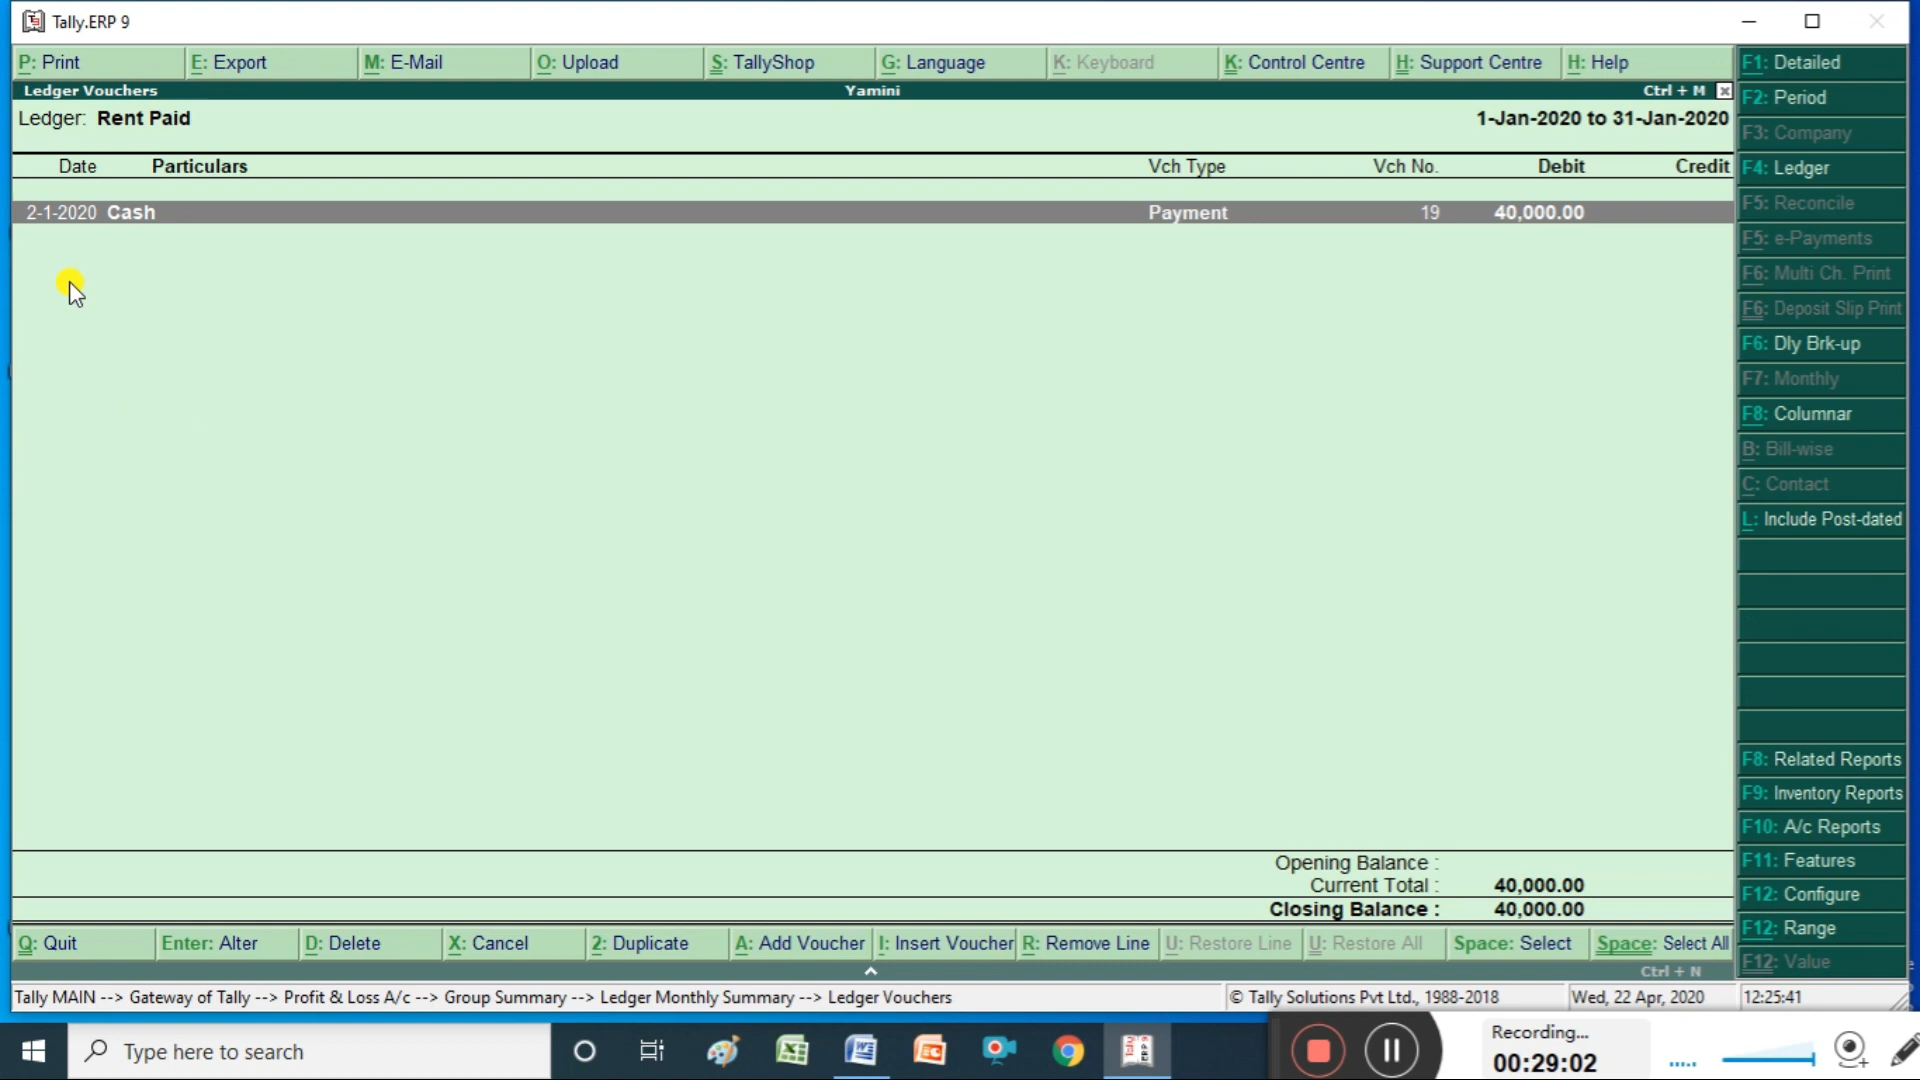 Tally.ERP 9
P: Print E: Export M: E-Mail O: Upload S: TallyShop G: Language K: Keyboard K: Control Centre H: Support Centre H: Help
Ledger Vouchers Yamini Ctrl + M
Ledger: Rent Paid 1-Jan-2020 to 31-Jan-2020
Date Particulars Vch Type Vch No. Debit Credit
2-1-2020 Cash Payment 19 40,000.00
Opening Balance :
Current Total : 40,000.00
Closing Balance : 40,000.00
Q: Quit Enter: Alter D: Delete X: Cancel 2: Duplicate A: Add Voucher I: Insert Voucher R: Remove Line U: Restore Line U: Restore All Space: Select Space: Select All
Ctrl + N
F1: Detailed
F2: Period
F3: Company
F4: Ledger
F5: Reconcile
F5: e-Payments
F6: Multi Ch. Print
F6: Deposit Slip Print
F6: Dly Brk-up
F7: Monthly
F8: Columnar
B: Bill-wise
C: Contact
L: Include Post-dated
F8: Related Reports
F9: Inventory Reports
F10: A/c Reports
F11: Features
F12: Configure
F12: Range
F12: Value
Tally MAIN --> Gateway of Tally --> Profit & Loss A/c --> Group Summary --> Ledger Monthly Summary --> Ledger Vouchers © Tally Solutions Pvt Ltd., 1988-2018 Wed, 22 Apr, 2020 12:25:41
Type here to search
Recording...
00:29:02